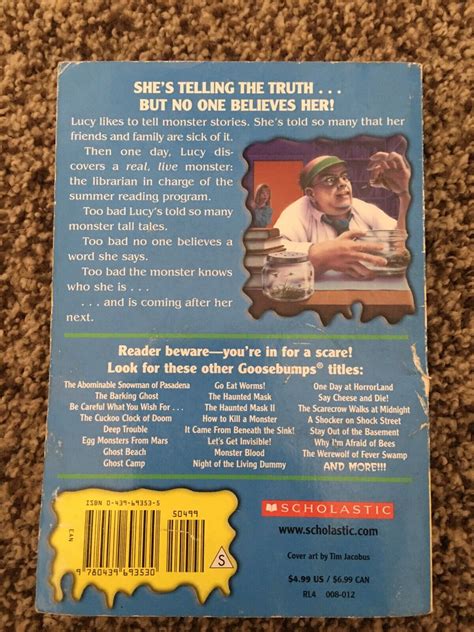 SHE'S TELLING THE TRUTH . . .
BUT NO ONE BELIEVES HER!
Lucy likes to tell monster stories. She's told so many that her
friends and family are sick of it.
Then one day, Lucy dis-
covers a real, live monster:
the librarian in charge of the
summer reading program.
Too bad Lucy's told so many
monster tall tales.
Too bad no one believes a
word she says.
Too bad the monster knows
who she is . . .
. . . and is coming after her
next.
Reader beware—you're in for a scare!
Look for these other Goosebumps® titles:
The Abominable Snowman of Pasadena
The Barking Ghost
Be Careful What You Wish For . . .
The Cuckoo Clock of Doom
Deep Trouble
Egg Monsters From Mars
Ghost Beach
Ghost Camp
Go Eat Worms!
The Haunted Mask
The Haunted Mask II
How to Kill a Monster
It Came From Beneath the Sink!
Let's Get Invisible!
Monster Blood
Night of the Living Dummy
One Day at HorrorLand
Say Cheese and Die!
The Scarecrow Walks at Midnight
A Shocker on Shock Street
Stay Out of the Basement
Why I'm Afraid of Bees
The Werewolf of Fever Swamp
AND MORE!!!
ISBN 0-439-69353-5
EAN
50499
9 780439 693530
S
SCHOLASTIC
www.scholastic.com
Cover art by Tim Jacobus
$4.99 US / $6.99 CAN
RL4 008-012